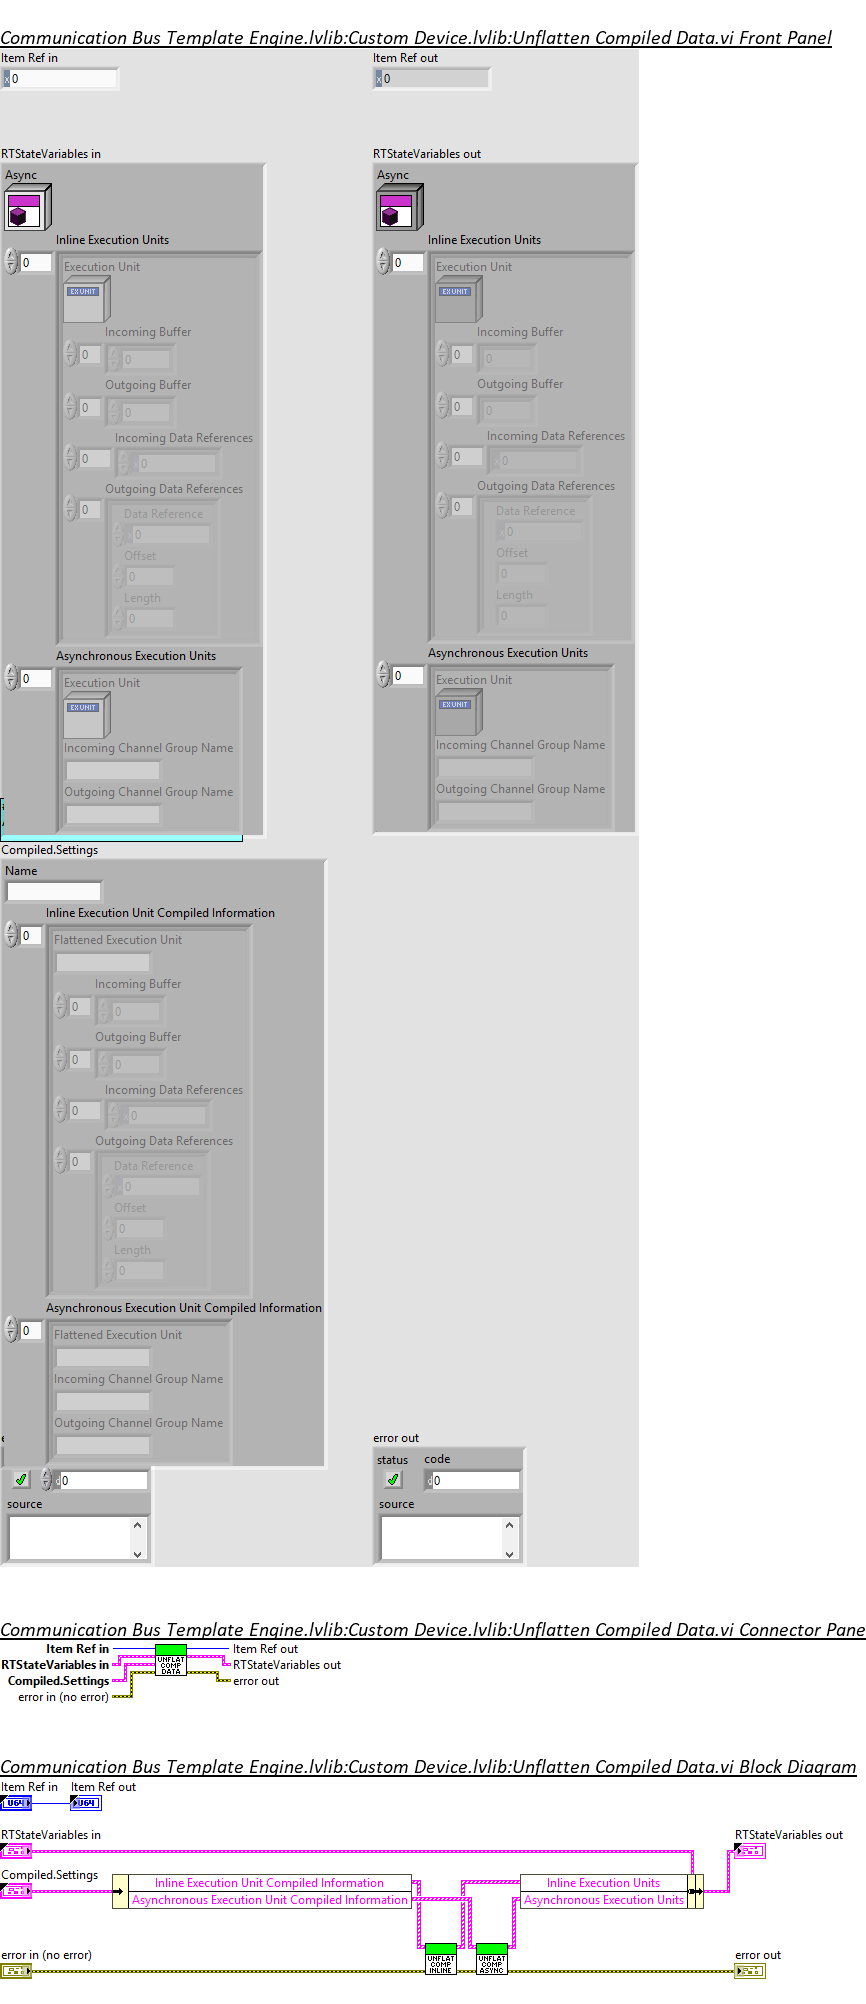 Communication Bus Template Engine.lvlib:Custom Device.lvlib:Unflatten Compiled Data.vi Front Panel
Item Ref in Item Ref out
x 0 x 0
RTStateVariables in RTStateVariables out
Async Async
Inline Execution Units Inline Execution Units
0 0
Execution Unit Execution Unit
EX UNIT EX UNIT
Incoming Buffer Incoming Buffer
0 0 0 0
Outgoing Buffer Outgoing Buffer
0 0 0 0
Incoming Data References Incoming Data References
0 0 0 0
Outgoing Data References Outgoing Data References
0 0
Data Reference Data Reference
0 0
Offset Offset
0 0
Length Length
0 0
Asynchronous Execution Units Asynchronous Execution Units
0 0
Execution Unit Execution Unit
EX UNIT EX UNIT
Incoming Channel Group Name Incoming Channel Group Name
Outgoing Channel Group Name Outgoing Channel Group Name
Compiled.Settings
Name
Inline Execution Unit Compiled Information
0
Flattened Execution Unit
Incoming Buffer
0 0
Outgoing Buffer
0 0
Incoming Data References
0 0
Outgoing Data References
0
Data Reference
0
Offset
0
Length
0
Asynchronous Execution Unit Compiled Information
0
Flattened Execution Unit
Incoming Channel Group Name
Outgoing Channel Group Name
error out
status code
d 0 d 0
source source
Communication Bus Template Engine.lvlib:Custom Device.lvlib:Unflatten Compiled Data.vi Connector Pane
Item Ref in Item Ref out
RTStateVariables in UNFLAT COMP DATA RTStateVariables out
Compiled.Settings error out
error in (no error)
Communication Bus Template Engine.lvlib:Custom Device.lvlib:Unflatten Compiled Data.vi Block Diagram
Item Ref in Item Ref out
U64 U64
RTStateVariables in RTStateVariables out
Compiled.Settings
Inline Execution Unit Compiled Information Inline Execution Units
Asynchronous Execution Unit Compiled Information Asynchronous Execution Units
error in (no error) error out
UNFLAT COMP INLINE UNFLAT COMP ASYNC